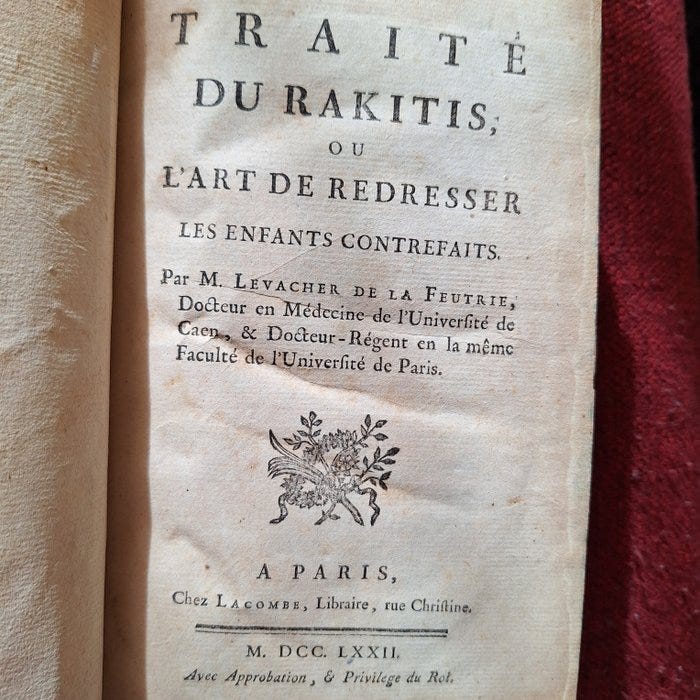 TRAITÉ
DU RAKITIS,
OU
L'ART DE REDRESSER
LES ENFANTS CONTREFAITS.
Par M. LEVACHER DE LA FEUTRIE,
Docteur en Médecine de l'Université de
Caen, & Docteur-Régent en la même
Faculté de l'Université de Paris.
A PARIS,
Chez LACOMBE, Libraire, rue Christine.
M. DCC. LXXII.
Avec Approbation, & Privilege du Roi.